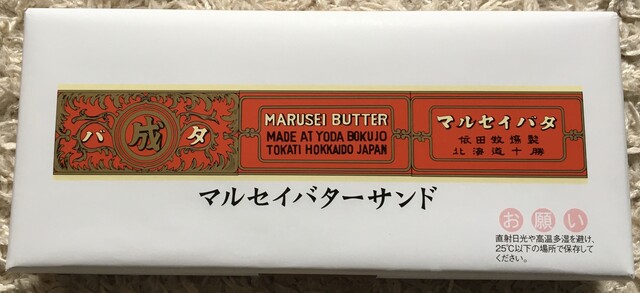 バ 成 タ
MARUSEI BUTTER
MADE AT YODA BOKUJO
TOKATI HOKKAIDO JAPAN
マルセイバタ
依田牧場製
北海道十勝
マルセイバターサンド
お願い
直射日光や高温多湿を避け、
25℃以下の場所で保存して
ください。